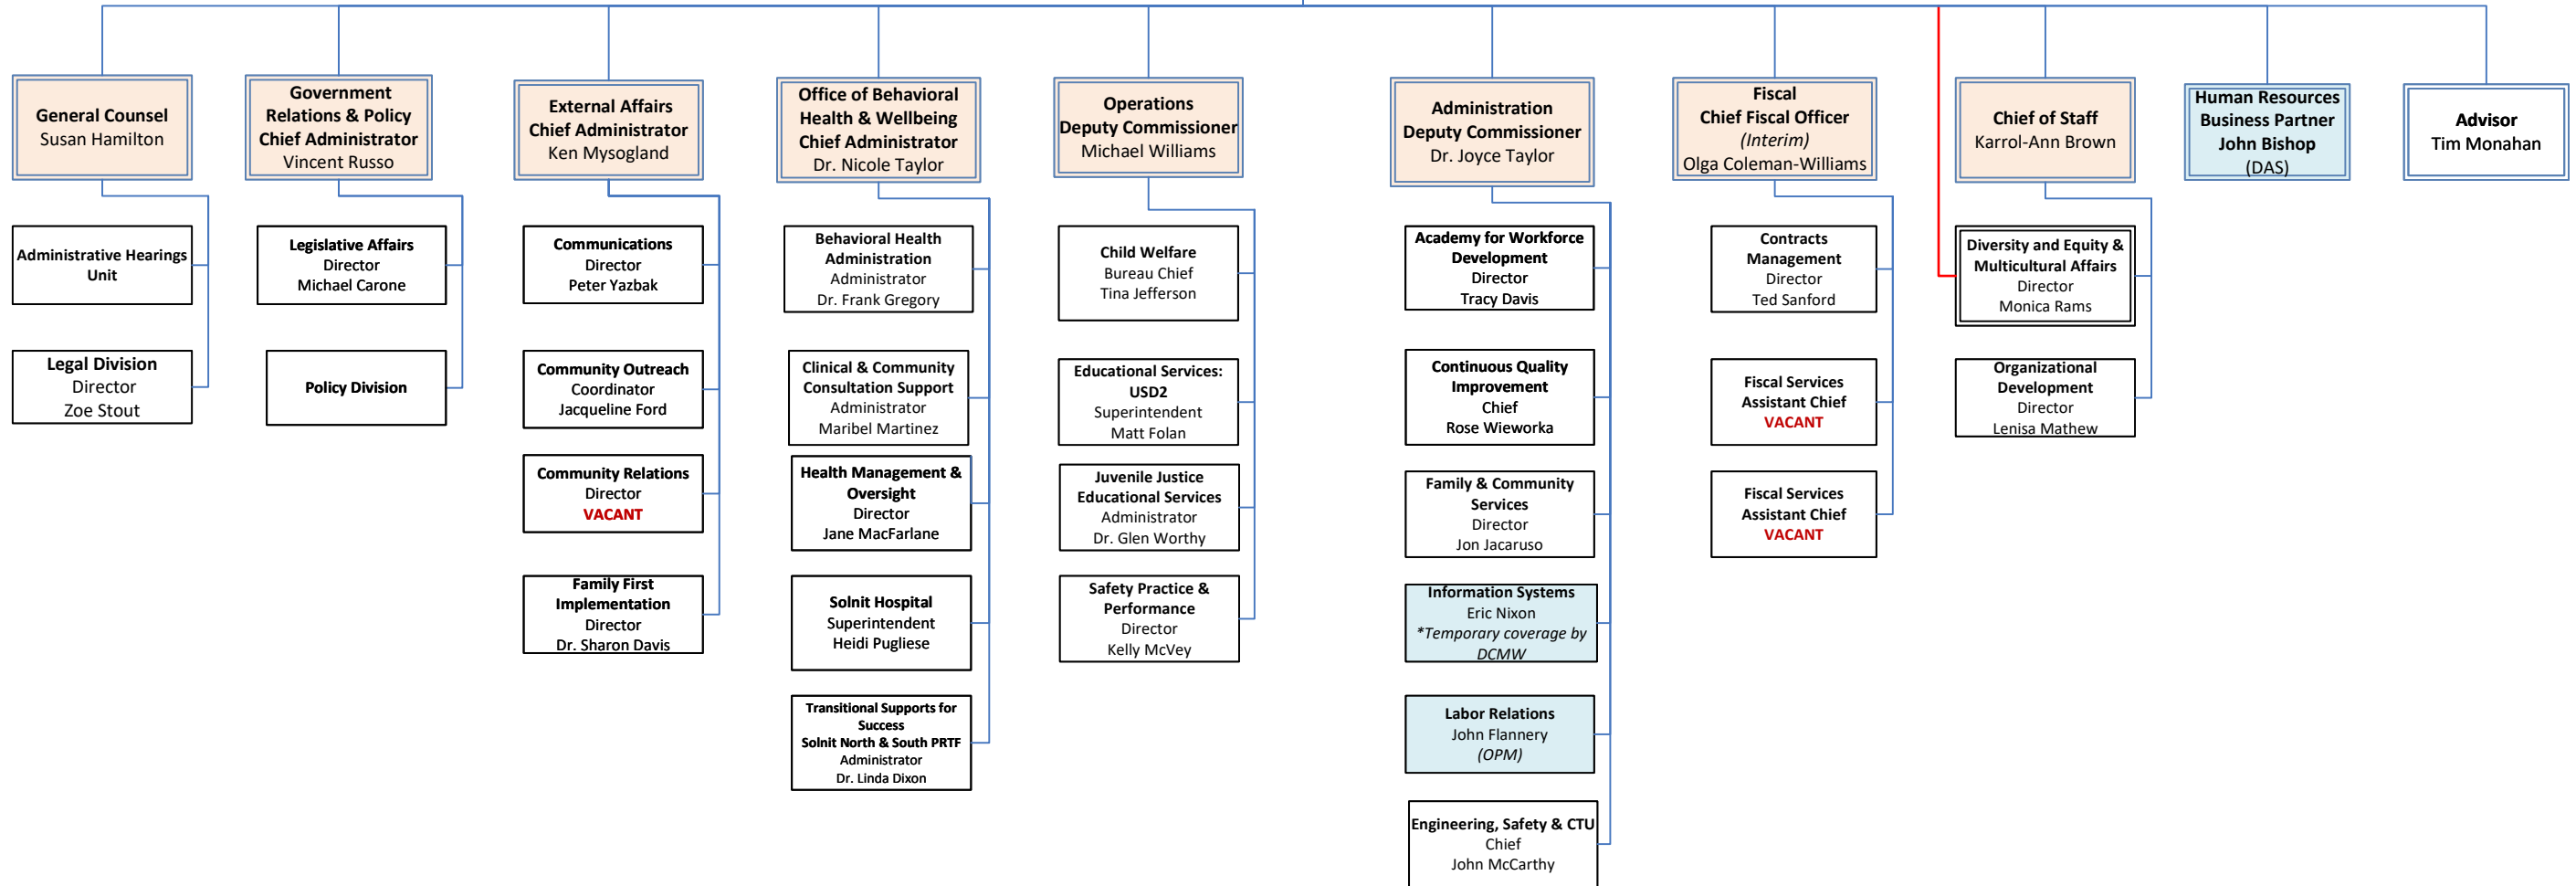 General Counsel
Susan Hamilton
Administrative Hearings
Unit
Legal Division
Director
Zoe Stout
Government
Relations & Policy
Chief Administrator
Vincent Russo
Legislative Affairs
Director
Michael Carone
Policy Division
External Affairs
Chief Administrator
Ken Mysogland
Communications
Director
Peter Yazbak
Community Outreach
Coordinator
Jacqueline Ford
Community Relations
Director
VACANT
Family First
Implementation
Director
Dr. Sharon Davis
Office of Behavioral
Health & Wellbeing
Chief Administrator
Dr. Nicole Taylor
Behavioral Health
Administration
Administrator
Dr. Frank Gregory
Clinical & Community
Consultation Support
Administrator
Maribel Martinez
Health Management &
Oversight
Director
Jane MacFarlane
Solnit Hospital
Superintendent
Heidi Pugliese
Transitional Supports for
Success
Solnit North & South PRTF
Administrator
Dr. Linda Dixon
Operations
Deputy Commissioner
Michael Williams
Child Welfare
Bureau Chief
Tina Jefferson
Educational Services:
USD2
Superintendent
Matt Folan
Juvenile Justice
Educational Services
Administrator
Dr. Glen Worthy
Safety Practice &
Performance
Director
Kelly McVey
Administration
Deputy Commissioner
Dr. Joyce Taylor
Academy for Workforce
Development
Director
Tracy Davis
Continuous Quality
Improvement
Chief
Rose Wieworka
Family & Community
Services
Director
Jon Jacaruso
Information Systems
Eric Nixon
*Temporary coverage by
DCMW
Labor Relations
John Flannery
(OPM)
Engineering, Safety & CTU
Chief
John McCarthy
Fiscal
Chief Fiscal Officer
(Interim)
Olga Coleman-Williams
Contracts
Management
Director
Ted Sanford
Fiscal Services
Assistant Chief
VACANT
Fiscal Services
Assistant Chief
VACANT
Chief of Staff
Karrol-Ann Brown
Diversity and Equity &
Multicultural Affairs
Director
Monica Rams
Organizational
Development
Director
Lenisa Mathew
Human Resources
Business Partner
John Bishop
(DAS)
Advisor
Tim Monahan